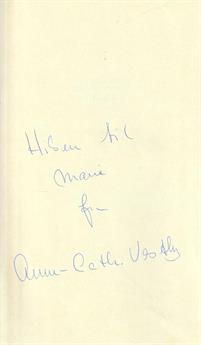 Hilsen til
Marie
fra
Anne-Cath. Vestly